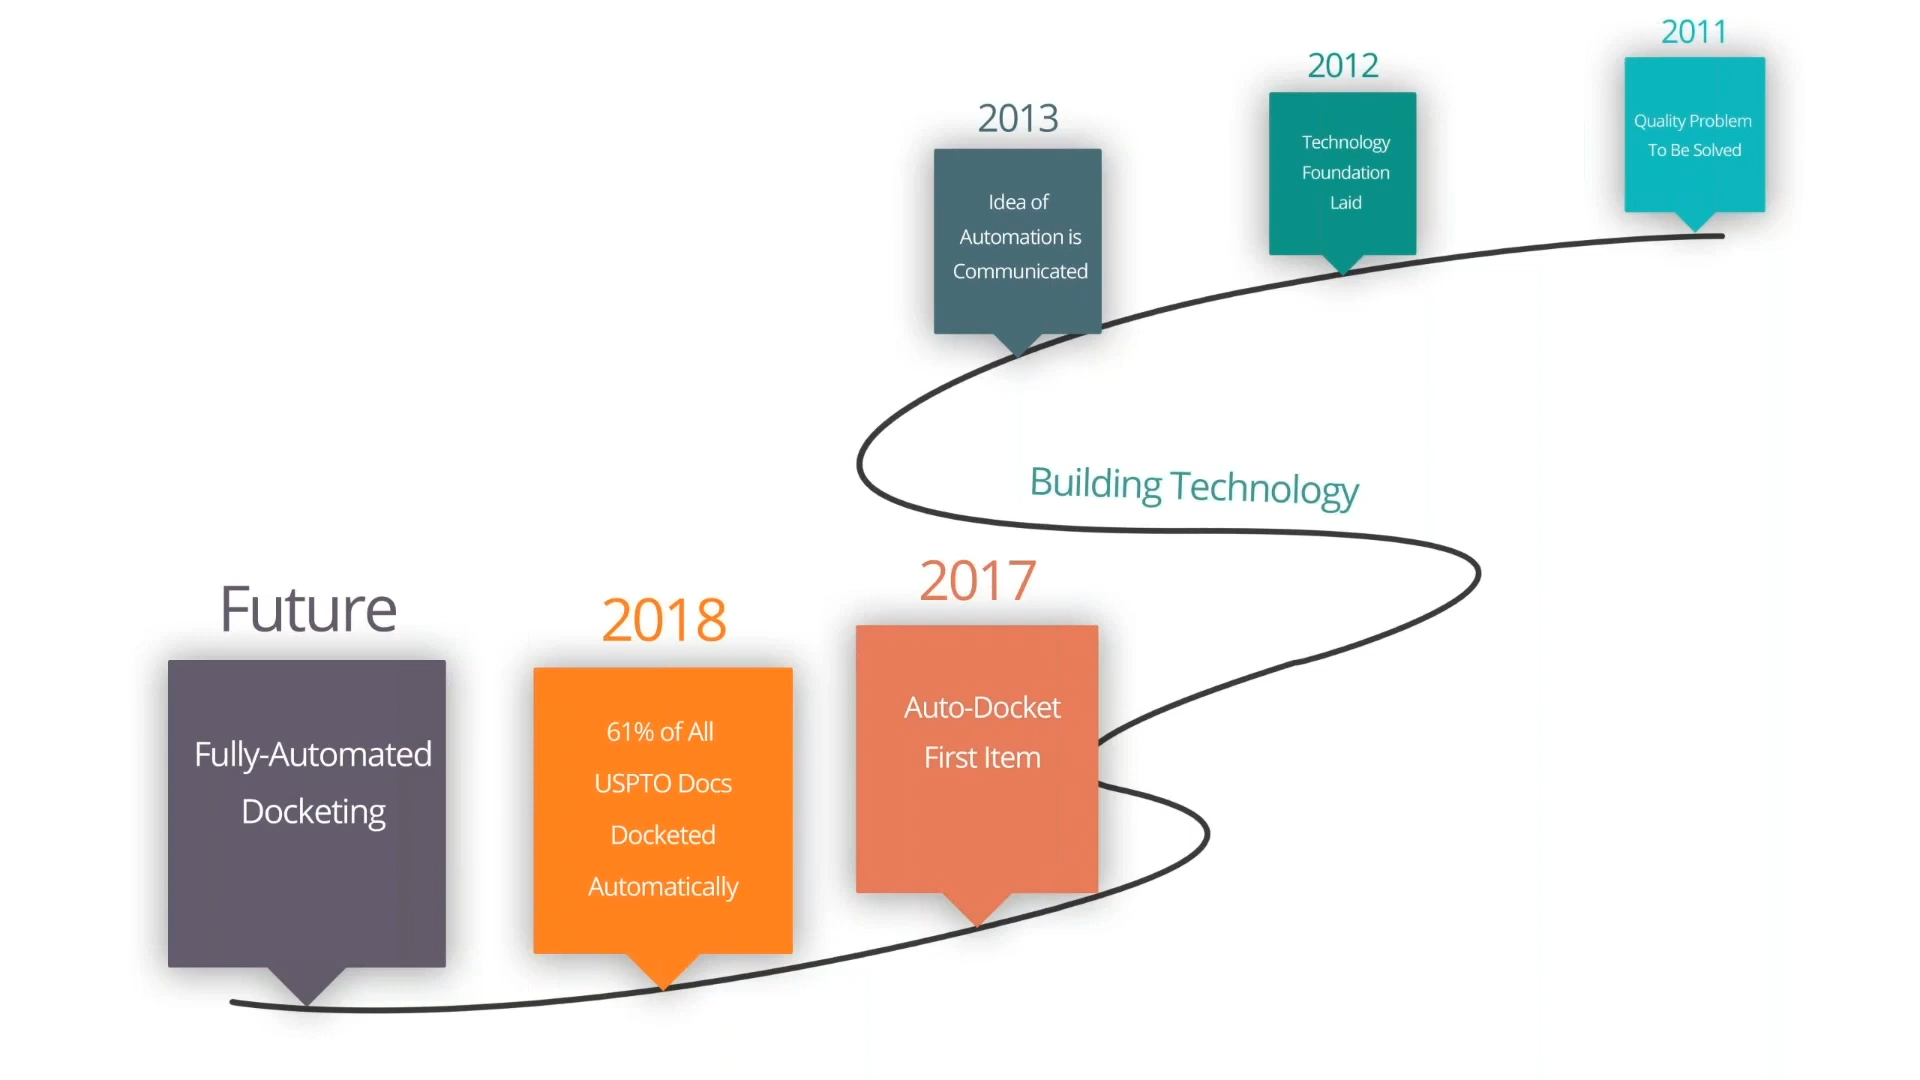 2011
Quality Problem
To Be Solved
2012
Technology
Foundation
Laid
2013
Idea of
Automation is
Communicated
Building Technology
2017
Auto-Docket
First Item
2018
61% of All
USPTO Docs
Docketed
Automatically
Future
Fully-Automated
Docketing